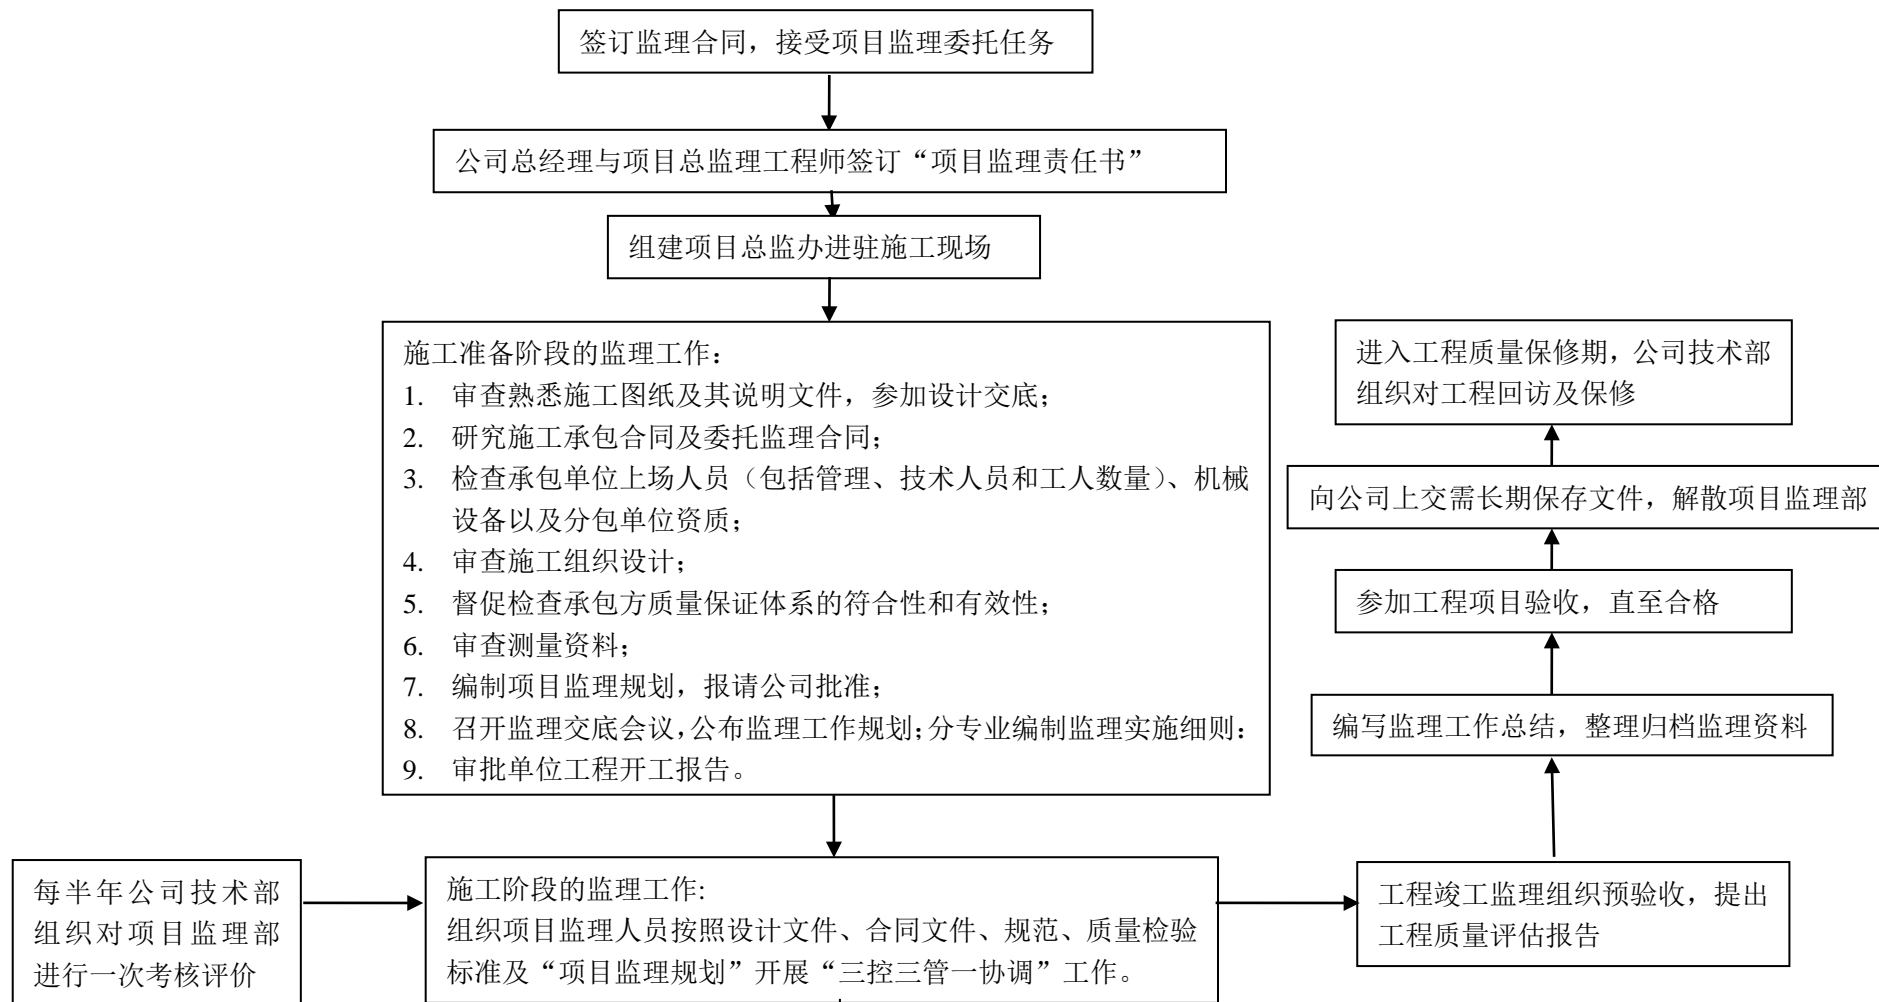 签订监理合同，接受项目监理委托任务
公司总经理与项目总监理工程师签订“项目监理责任书”
组建项目总监办进驻施工现场
施工准备阶段的监理工作：
1. 审查熟悉施工图纸及其说明文件，参加设计交底；
2. 研究施工承包合同及委托监理合同；
3. 检查承包单位上场人员（包括管理、技术人员和工人数量）、机械
设备以及分包单位资质；
4. 审查施工组织设计；
5. 督促检查承包方质量保证体系的符合性和有效性；
6. 审查测量资料；
7. 编制项目监理规划，报请公司批准；
8. 召开监理交底会议，公布监理工作规划；分专业编制监理实施细则：
9. 审批单位工程开工报告。
每半年公司技术部
组织对项目监理部
进行一次考核评价
施工阶段的监理工作:
组织项目监理人员按照设计文件、合同文件、规范、质量检验
标准及“项目监理规划”开展“三控三管一协调”工作。
工程竣工监理组织预验收，提出
工程质量评估报告
编写监理工作总结，整理归档监理资料
参加工程项目验收，直至合格
向公司上交需长期保存文件，解散项目监理部
进入工程质量保修期，公司技术部
组织对工程回访及保修